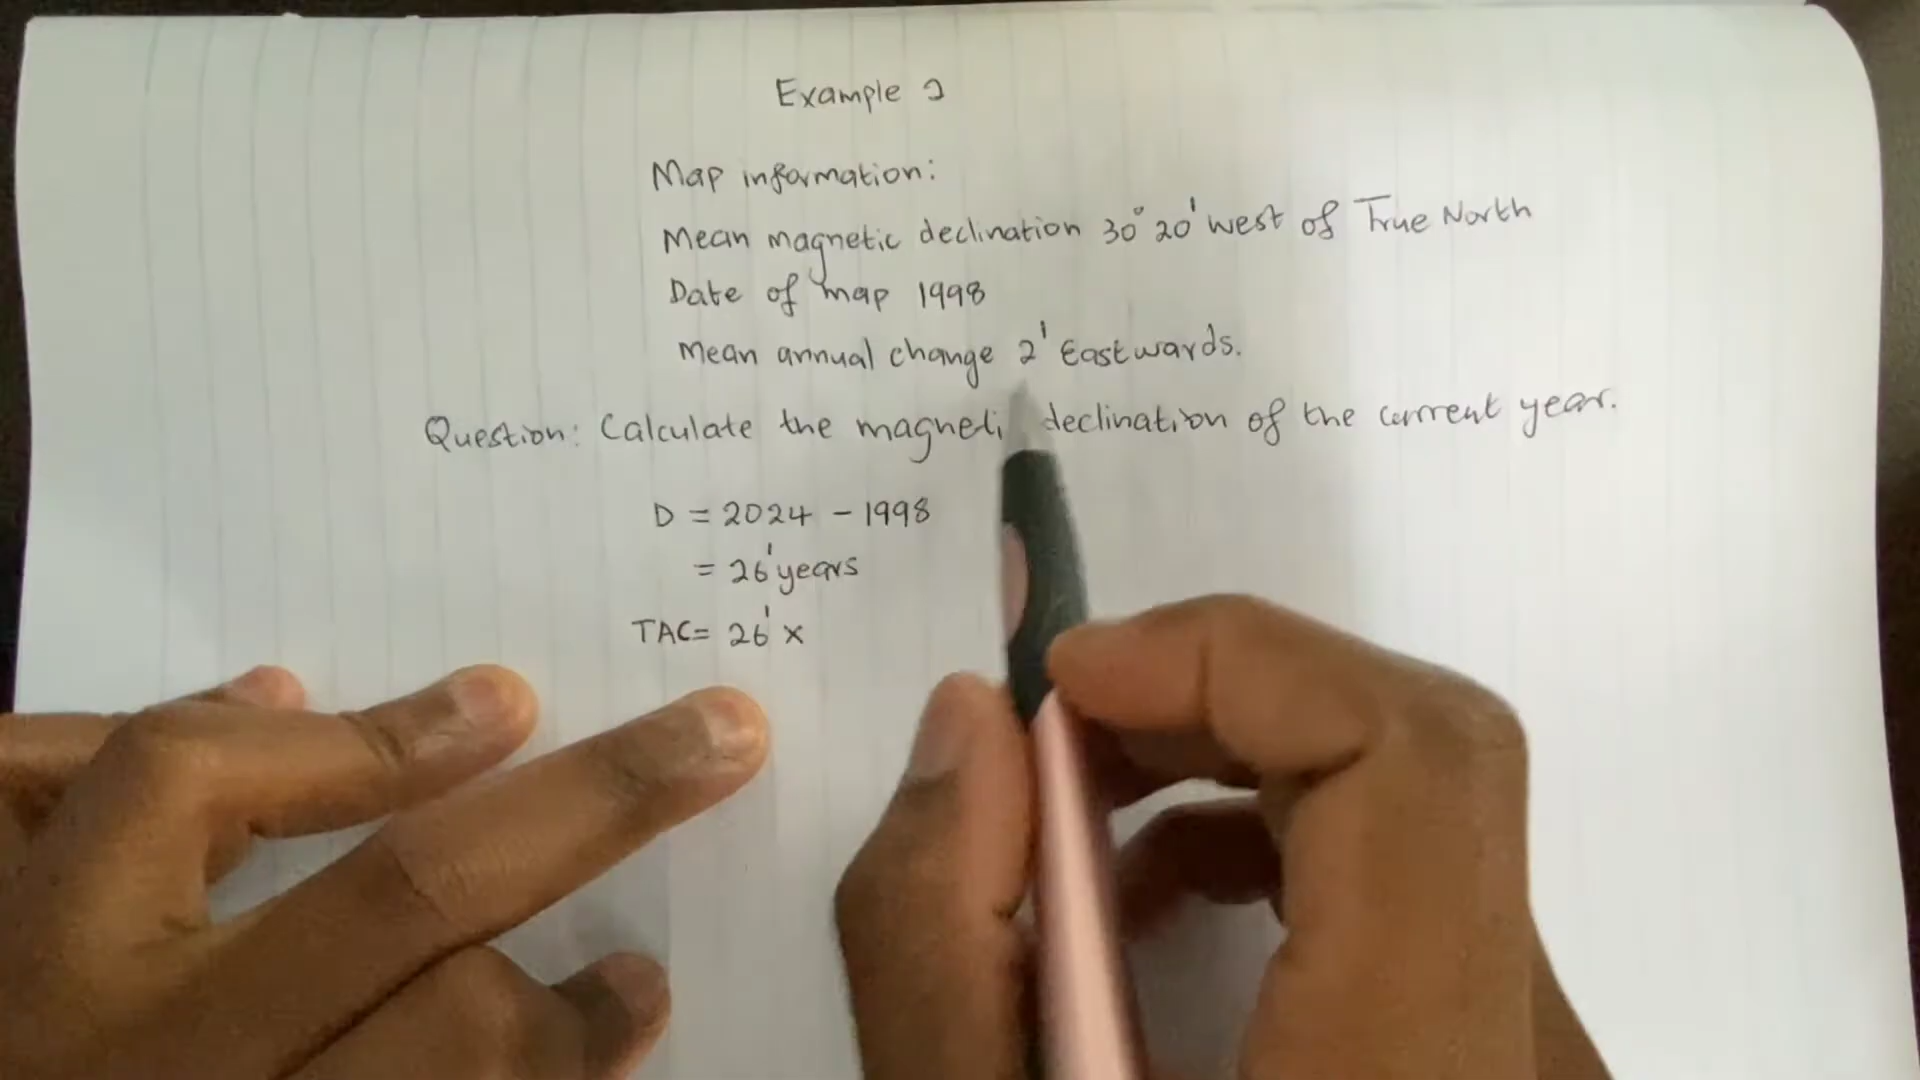 Example 2
Map information:
Mean magnetic declination 30° 20' west of True North
Date of map 1998
Mean annual change 2' Eastwards.
Question: Calculate the declination of the current year.
D = 2024 - 1998
= 26' years
TAC = 26' x